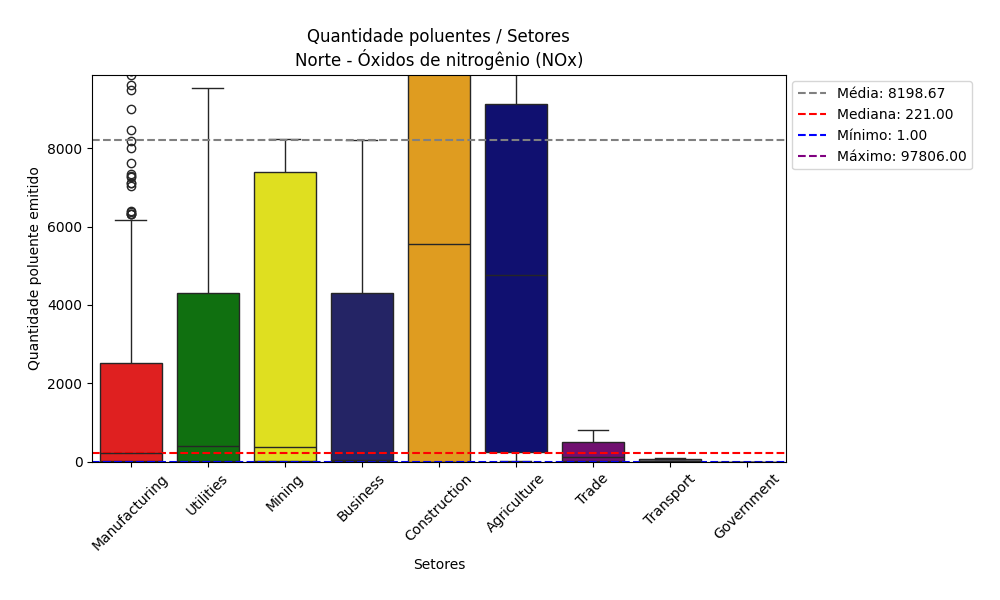 Quantidade poluentes / Setores
Norte - Óxidos de nitrogênio (NOx)
Quantidade poluente emitido
8000
6000
4000
2000
0
Manufacturing
Utilities
Mining
Business
Construction
Agriculture
Trade
Transport
Government
Setores
Média: 8198.67
Mediana: 221.00
Mínimo: 1.00
Máximo: 97806.00